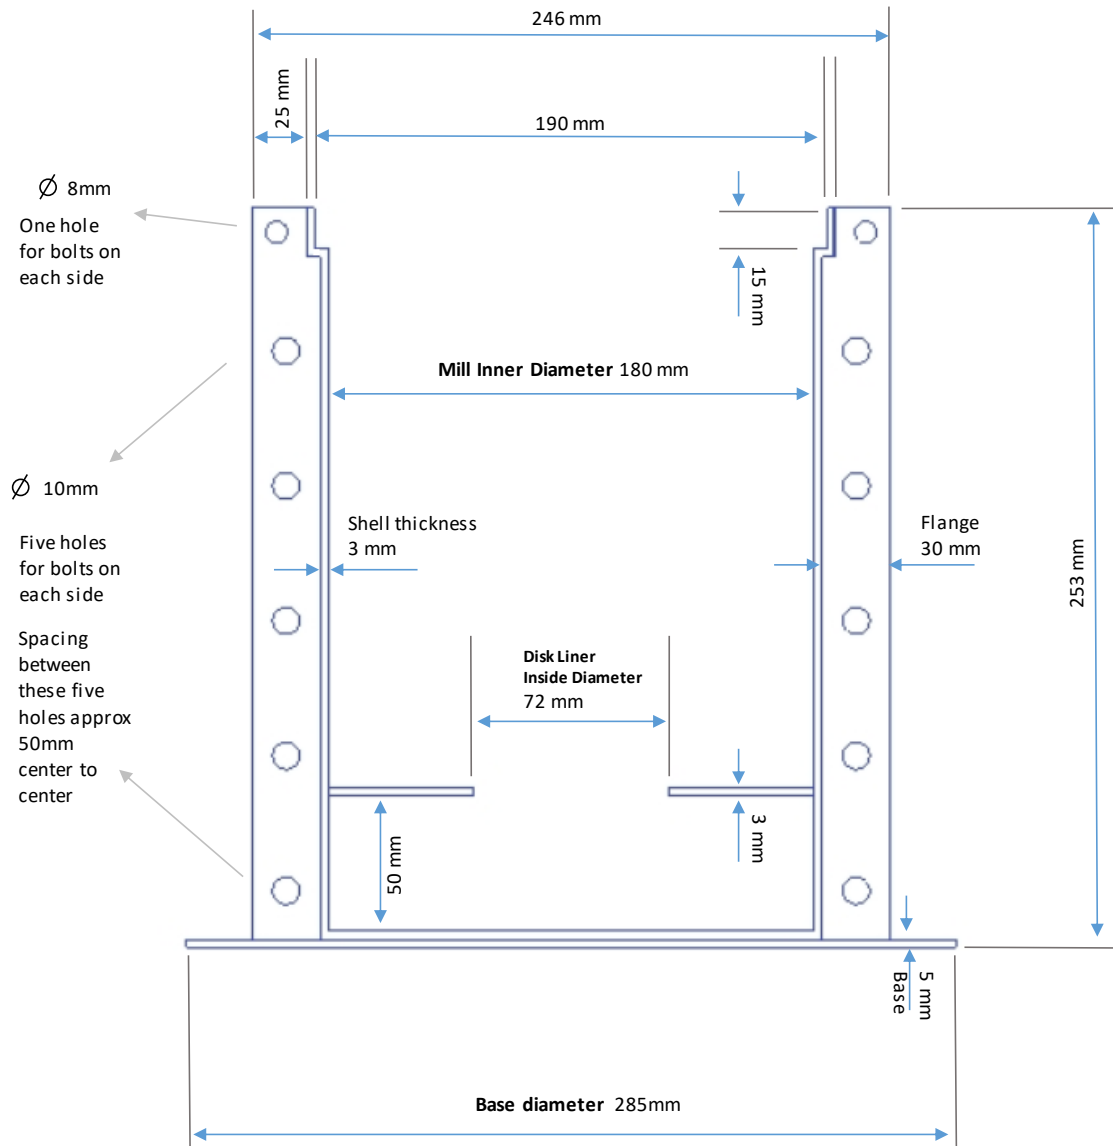 246 mm
25 mm
190 mm
∅ 8mm
One hole
for bolts on
each side
15 mm
Mill Inner Diameter 180 mm
∅ 10mm
Five holes
for bolts on
each side
Shell thickness
3 mm
Flange
30 mm
253 mm
Spacing
between
these five
holes approx
50mm
center to
center
Disk Liner
Inside Diameter
72 mm
3 mm
50 mm
5 mm
Base
Base diameter 285mm